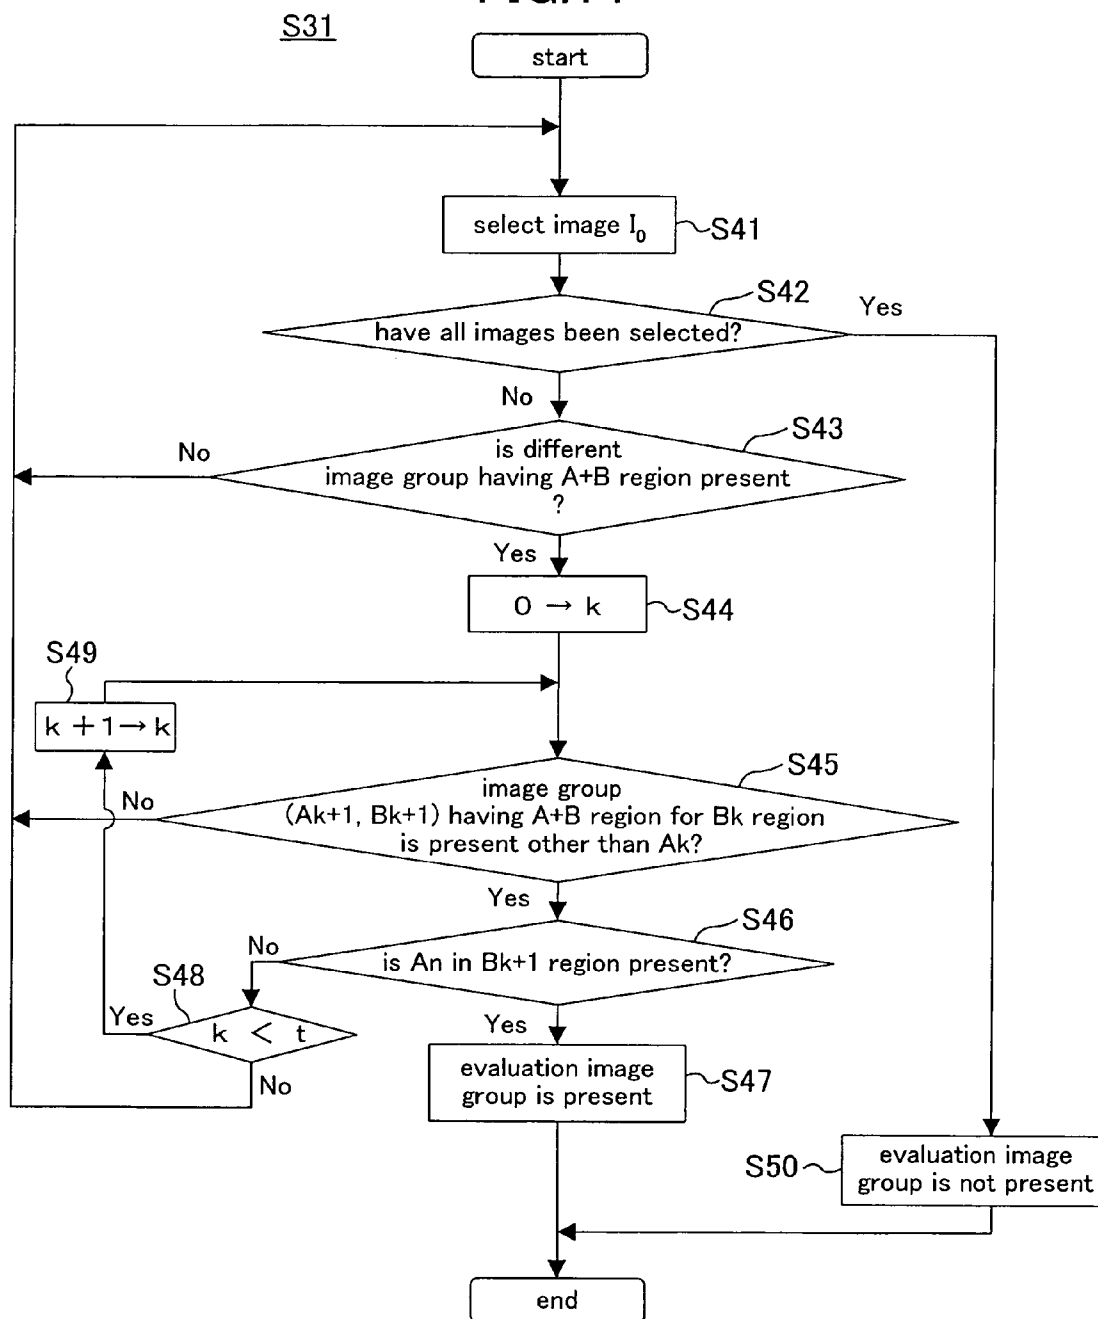 S31
start
select image I₀
S41
S42
have all images been selected?
Yes
No
S43
No
is different
image group having A+B region present
?
Yes
0 → k
S44
S49
k + 1 → k
S45
No
image group
(Ak+1, Bk+1) having A+B region for Bk region
is present other than Ak?
Yes
S46
No
is An in Bk+1 region present?
S48
Yes
k < t
No
Yes
evaluation image
group is present
S47
S50
evaluation image
group is not present
end